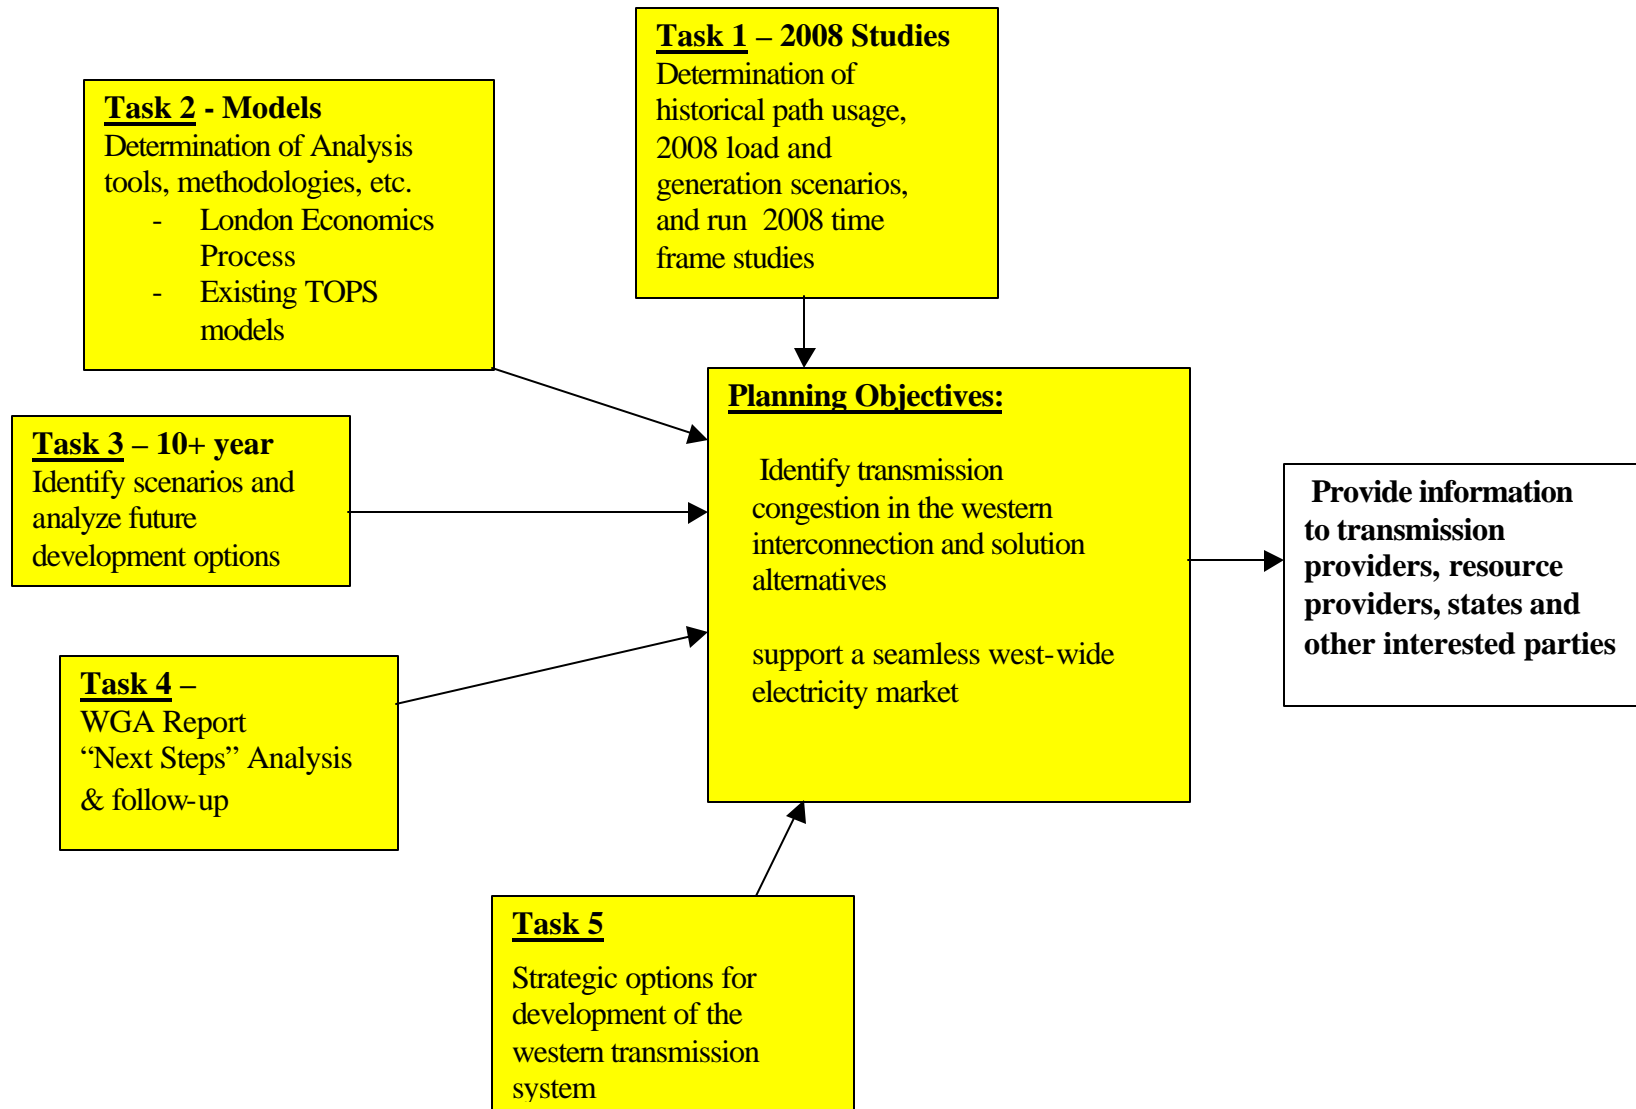 Task 1 – 2008 Studies
Determination of
historical path usage,
2008 load and
generation scenarios,
and run 2008 time
frame studies
Task 2 - Models
Determination of Analysis
tools, methodologies, etc.
- London Economics
Process
- Existing TOPS
models
Task 3 – 10+ year
Identify scenarios and
analyze future
development options
Task 4 –
WGA Report
“Next Steps” Analysis
& follow-up
Task 5
Strategic options for
development of the
western transmission
system
Planning Objectives:
Identify transmission
congestion in the western
interconnection and solution
alternatives
support a seamless west-wide
electricity market
Provide information
to transmission
providers, resource
providers, states and
other interested parties